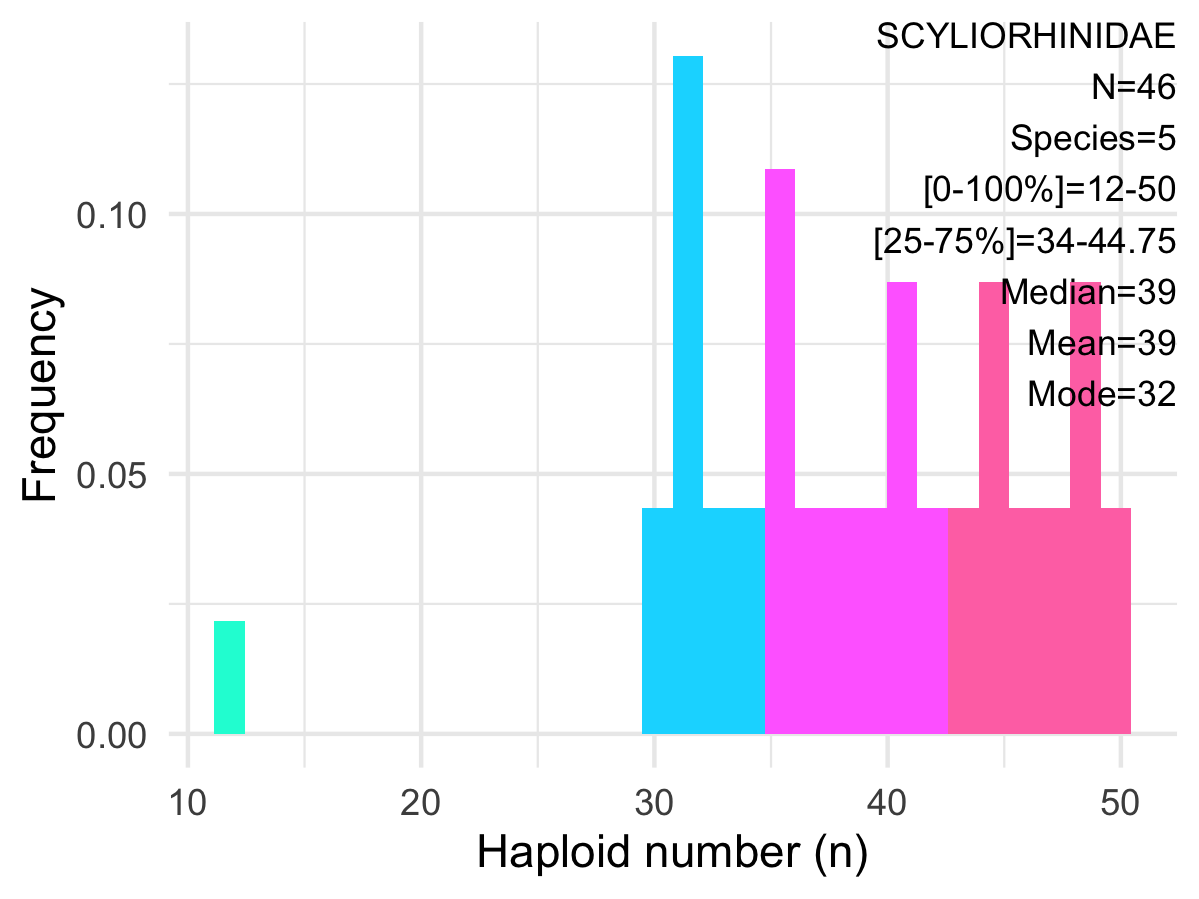 SCYLIORHINIDAE
N=46
Species=5
[0-100%]=12-50
[25-75%]=34-44.75
Median=39
Mean=39
Mode=32
Frequency
0.10
0.05
0.00
10 20 30 40 50
Haploid number (n)